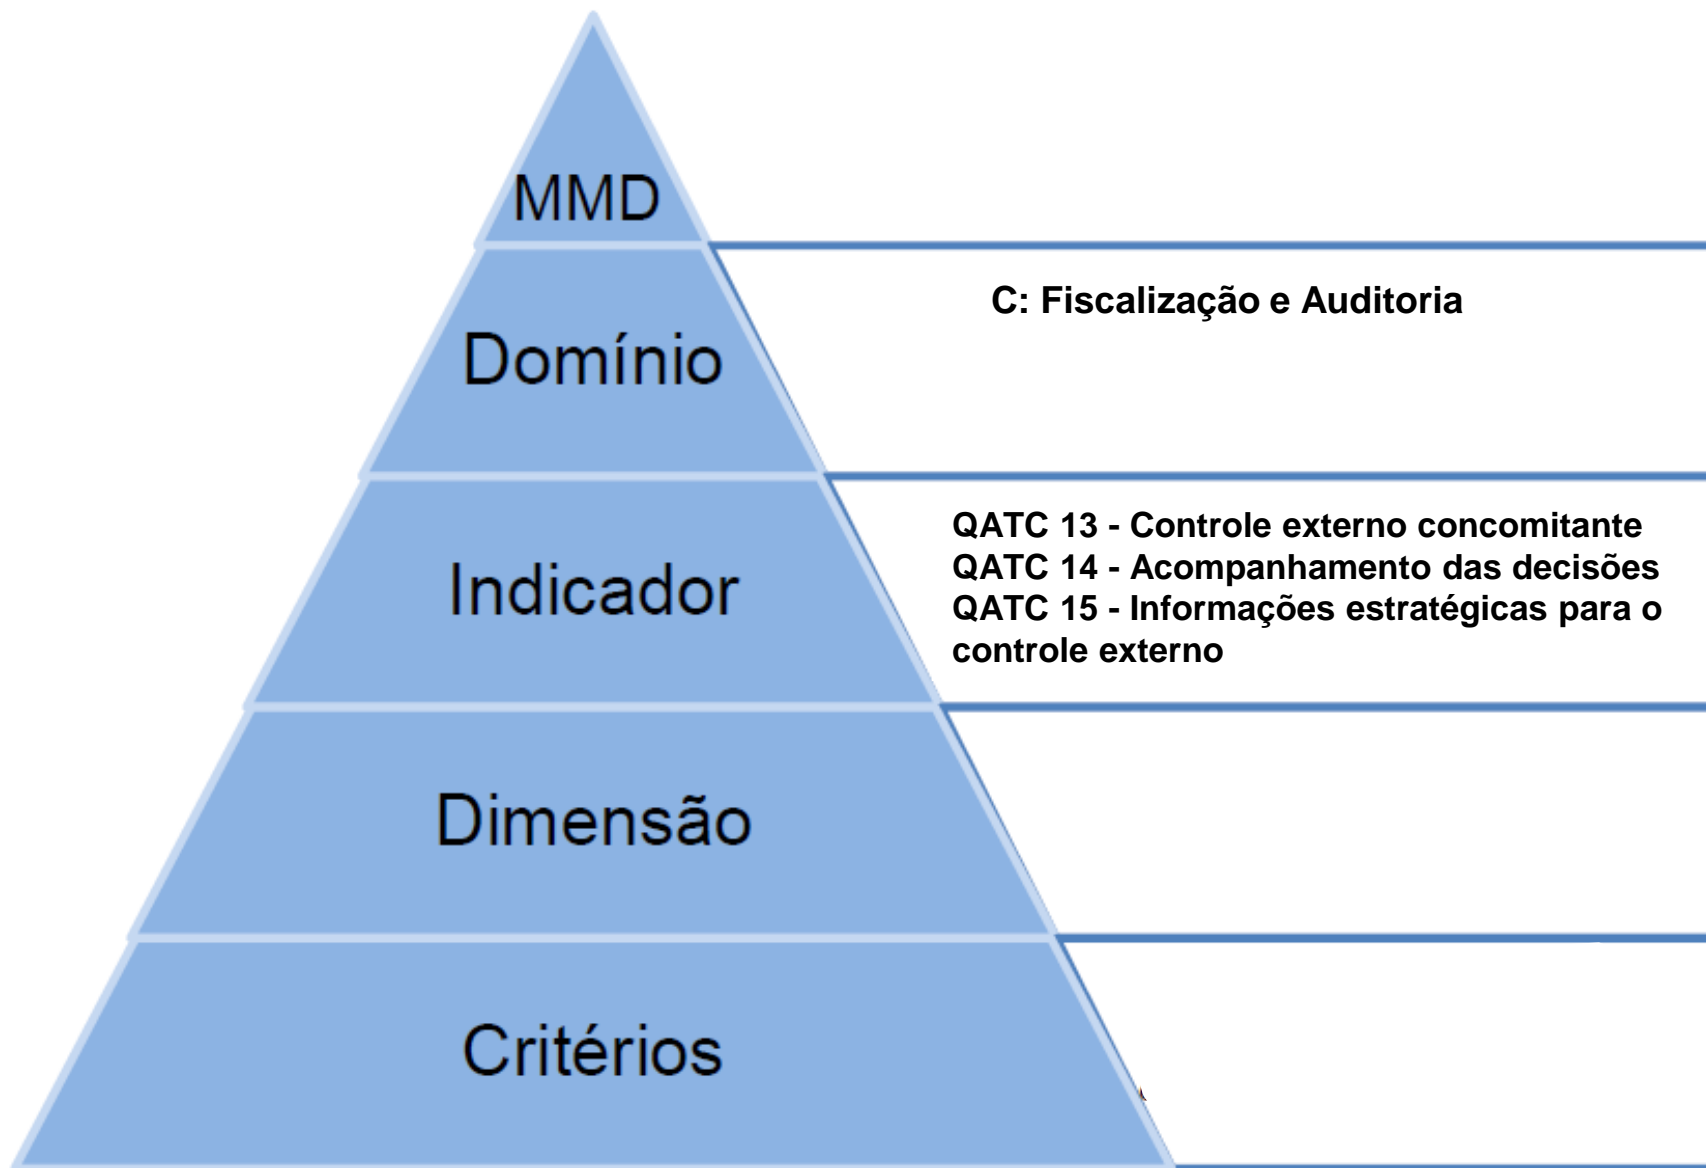 MMD
Domínio
C: Fiscalização e Auditoria
Indicador
QATC 13 - Controle externo concomitante
QATC 14 - Acompanhamento das decisões
QATC 15 - Informações estratégicas para o
controle externo
Dimensão
Critérios